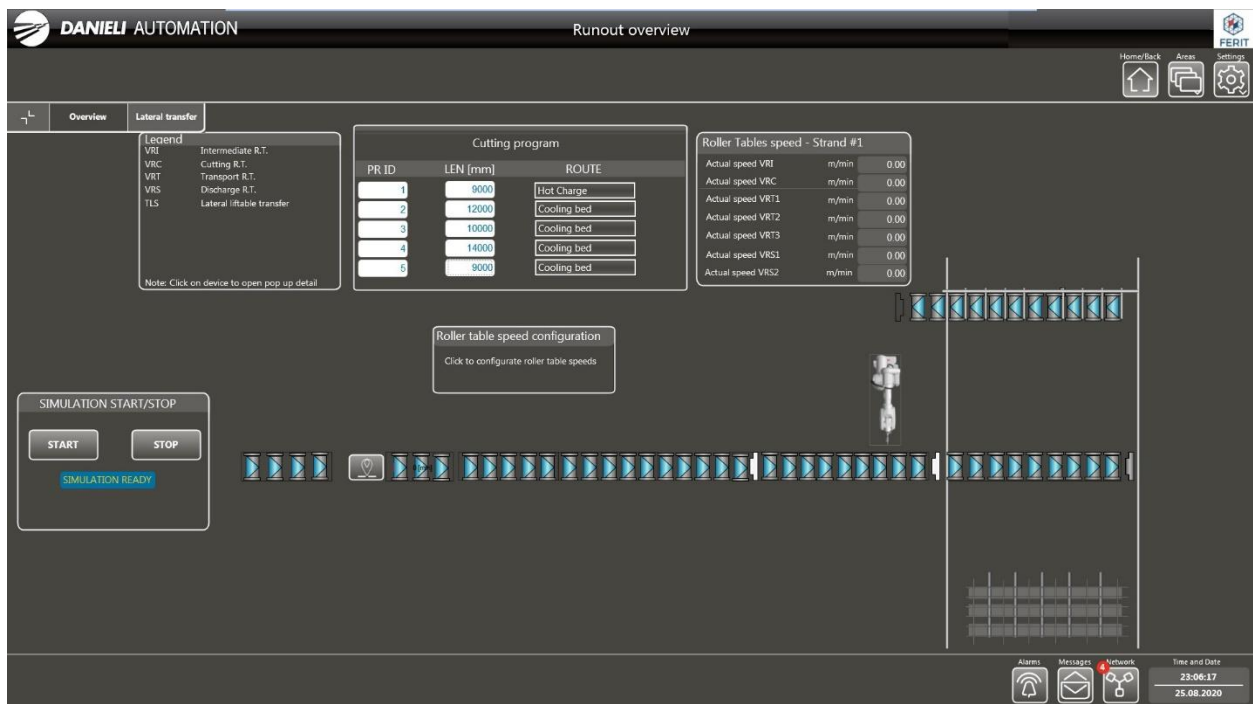 DANIELI AUTOMATION
Runout overview
FERIT
Home/Back Areas Settings
Overview Lateral transfer
Legend
VRI Intermediate R.T.
VRC Cutting R.T.
VRT Transport R.T.
VRS Discharge R.T.
TLS Lateral liftable transfer
Note: Click on device to open pop up detail
Cutting program
PR ID LEN [mm] ROUTE
1 9000 Hot Charge
2 12000 Cooling bed
3 10000 Cooling bed
4 14000 Cooling bed
5 9000 Cooling bed
Roller Tables speed - Strand #1
Actual speed VRI m/min 0.00
Actual speed VRC m/min 0.00
Actual speed VRT1 m/min 0.00
Actual speed VRT2 m/min 0.00
Actual speed VRT3 m/min 0.00
Actual speed VRS1 m/min 0.00
Actual speed VRS2 m/min 0.00
Roller table speed configuration
Click to configurate roller table speeds
SIMULATION START/STOP
START STOP
SIMULATION READY
Alarms Messages Network Time and Date
4
23:06:17
25.08.2020